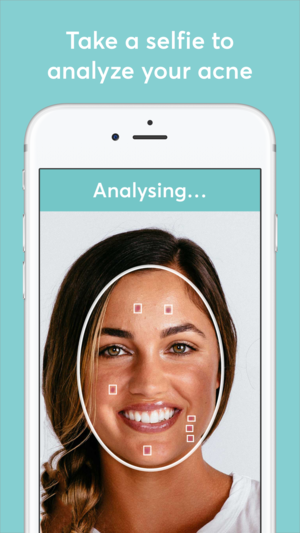 Take a selfie to
analyze your acne
Analysing...